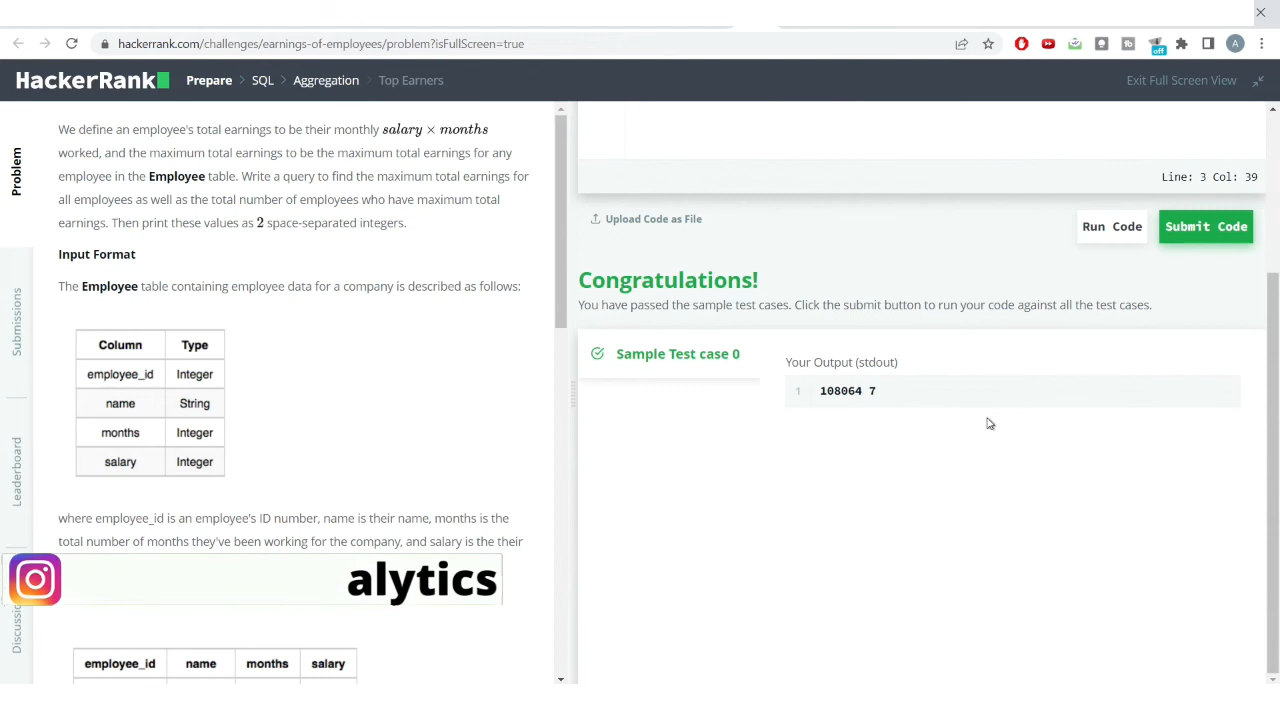 hackerrank.com/challenges/earnings-of-employees/problem?isFullScreen=true
off
A
HackerRank
Prepare > SQL > Aggregation > Top Earners
Exit Full Screen View
Problem
Submissions
Leaderboard
Discussio
We define an employee's total earnings to be their monthly salary × months
worked, and the maximum total earnings to be the maximum total earnings for any
employee in the Employee table. Write a query to find the maximum total earnings for
all employees as well as the total number of employees who have maximum total
earnings. Then print these values as 2 space-separated integers.
Input Format
The Employee table containing employee data for a company is described as follows:
Column Type
employee_id Integer
name String
months Integer
salary Integer
where employee_id is an employee's ID number, name is their name, months is the
total number of months they've been working for the company, and salary is the their
alytics
employee_id name months salary
Line: 3 Col: 39
Upload Code as File
Run Code
Submit Code
Congratulations!
You have passed the sample test cases. Click the submit button to run your code against all the test cases.
Sample Test case 0
Your Output (stdout)
1 108064 7